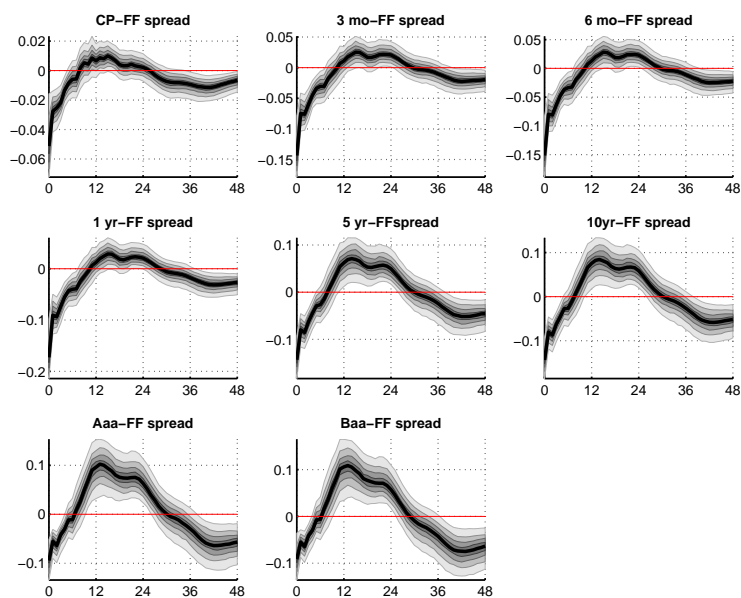 CP−FF spread
3 mo−FF spread
6 mo−FF spread
0.02
0
−0.02
−0.04
−0.06
0 12 24 36 48
0.05
0
−0.05
−0.1
−0.15
0 12 24 36 48
0.05
0
−0.05
−0.1
−0.15
0 12 24 36 48
1 yr−FF spread
5 yr−FFspread
10yr−FF spread
0
−0.1
−0.2
0 12 24 36 48
0.1
0
−0.1
0 12 24 36 48
0.1
0
−0.1
0 12 24 36 48
Aaa−FF spread
Baa−FF spread
0.1
0
−0.1
0 12 24 36 48
0.1
0
−0.1
0 12 24 36 48